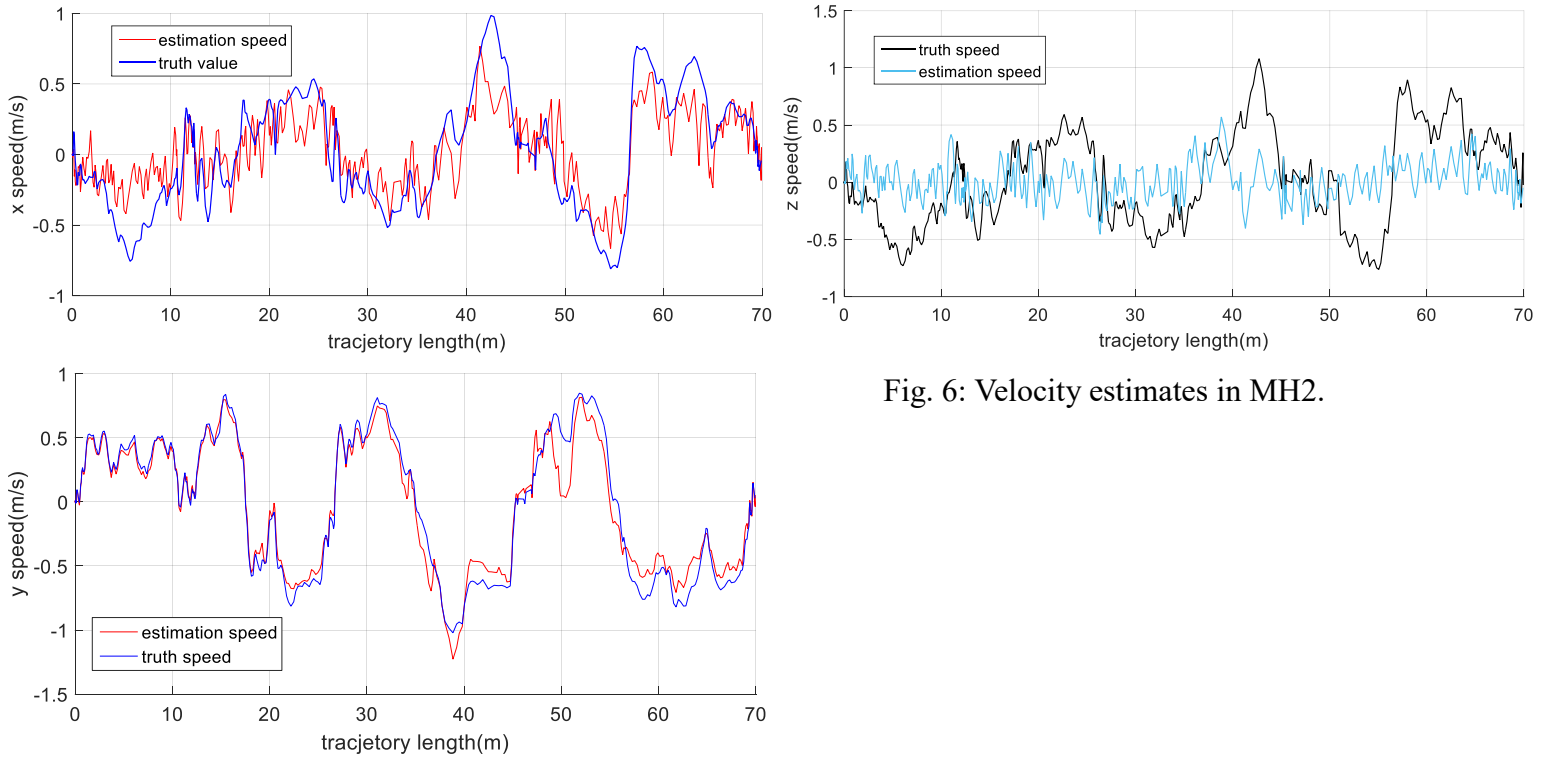 1
0.5
0
-0.5
-1
x speed(m/s)
estimation speed
truth value
0 10 20 30 40 50 60 70
tracjetory length(m)
1.5
1
0.5
0
-0.5
-1
z speed(m/s)
truth speed
estimation speed
0 10 20 30 40 50 60 70
tracjetory length(m)
1
0.5
0
-0.5
-1
-1.5
y speed(m/s)
estimation speed
truth speed
0 10 20 30 40 50 60 70
tracjetory length(m)
Fig. 6: Velocity estimates in MH2.